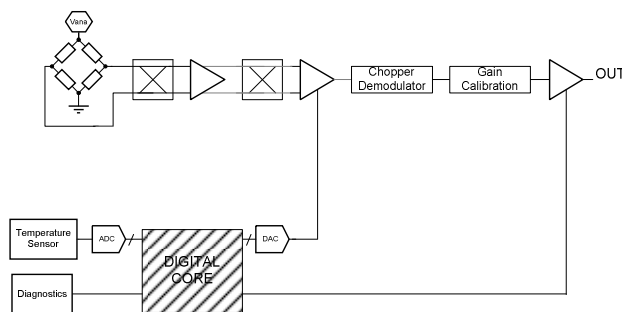 Vana
Chopper
Demodulator
Gain
Calibration
OUT
Temperature
Sensor
ADC
DIGITAL
CORE
DAC
Diagnostics